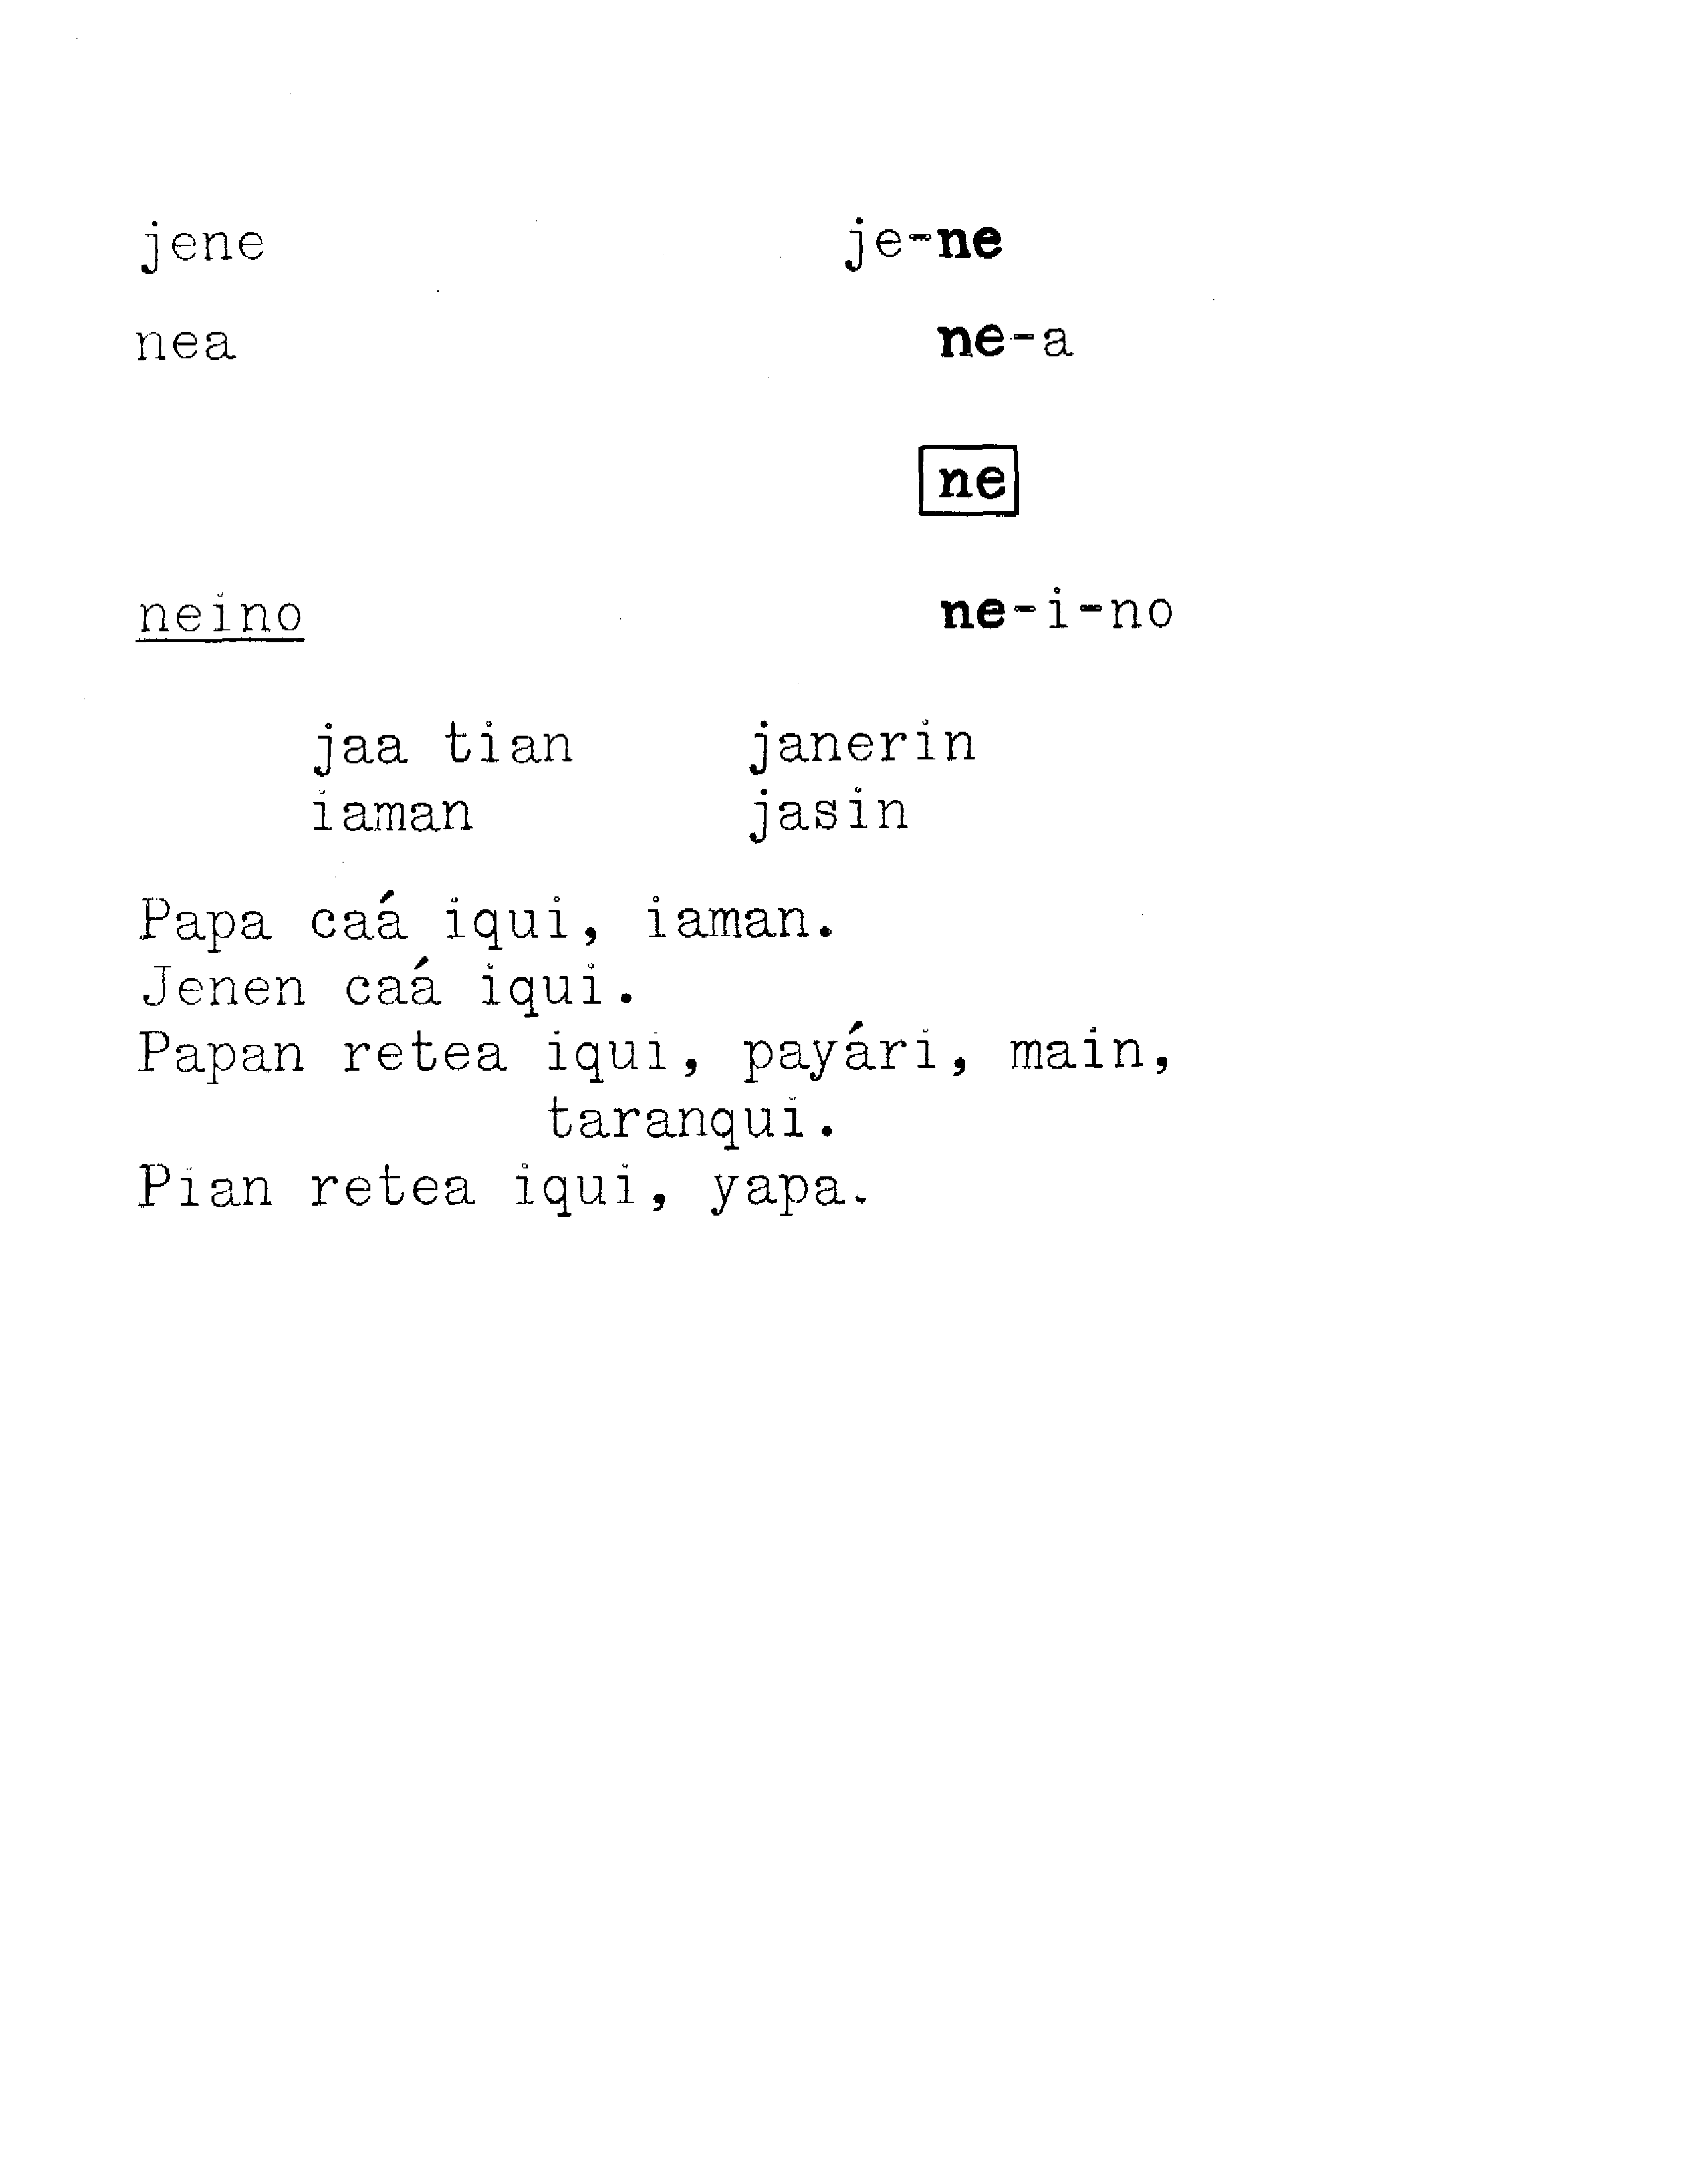 jene je-ne
nea ne-a
ne
neino ne-i-no
jaa tian janerin
iaman jasin
Papa caá iqui, iaman.
Jenen caá iqui.
Papan retea iqui, payári, main,
taranqui.
Pian retea iqui, yapa.